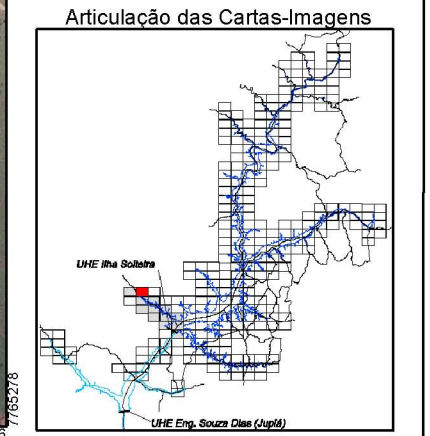 Articulação das Cartas-Imagens
UHE Ilha Solteira
UHE Eng. Souza Dias (Jupiá)
7765278